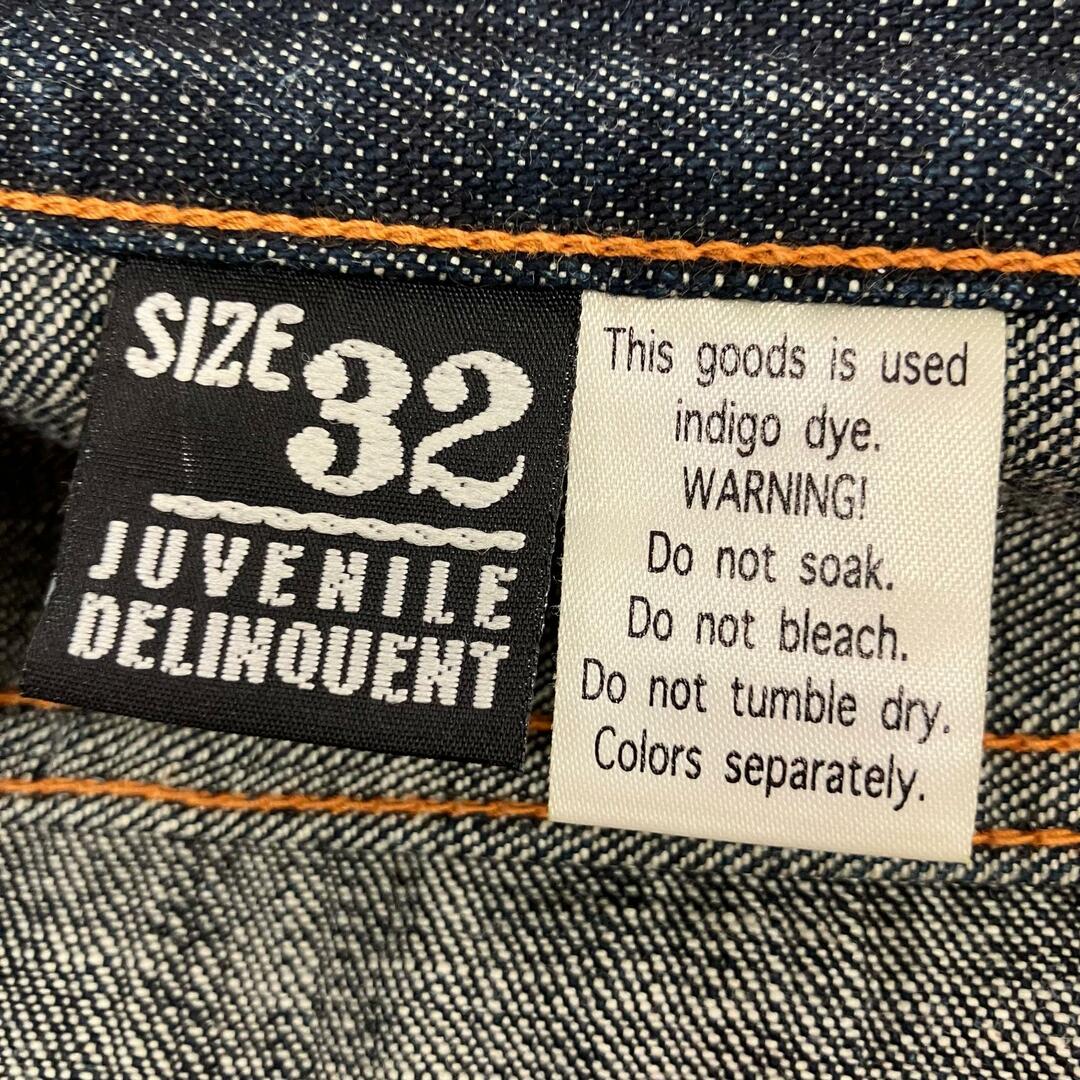 SIZE 32
JUVENILE
DELINQUENT
This goods is used
indigo dye.
WARNING!
Do not soak.
Do not bleach.
Do not tumble dry.
Colors separately.